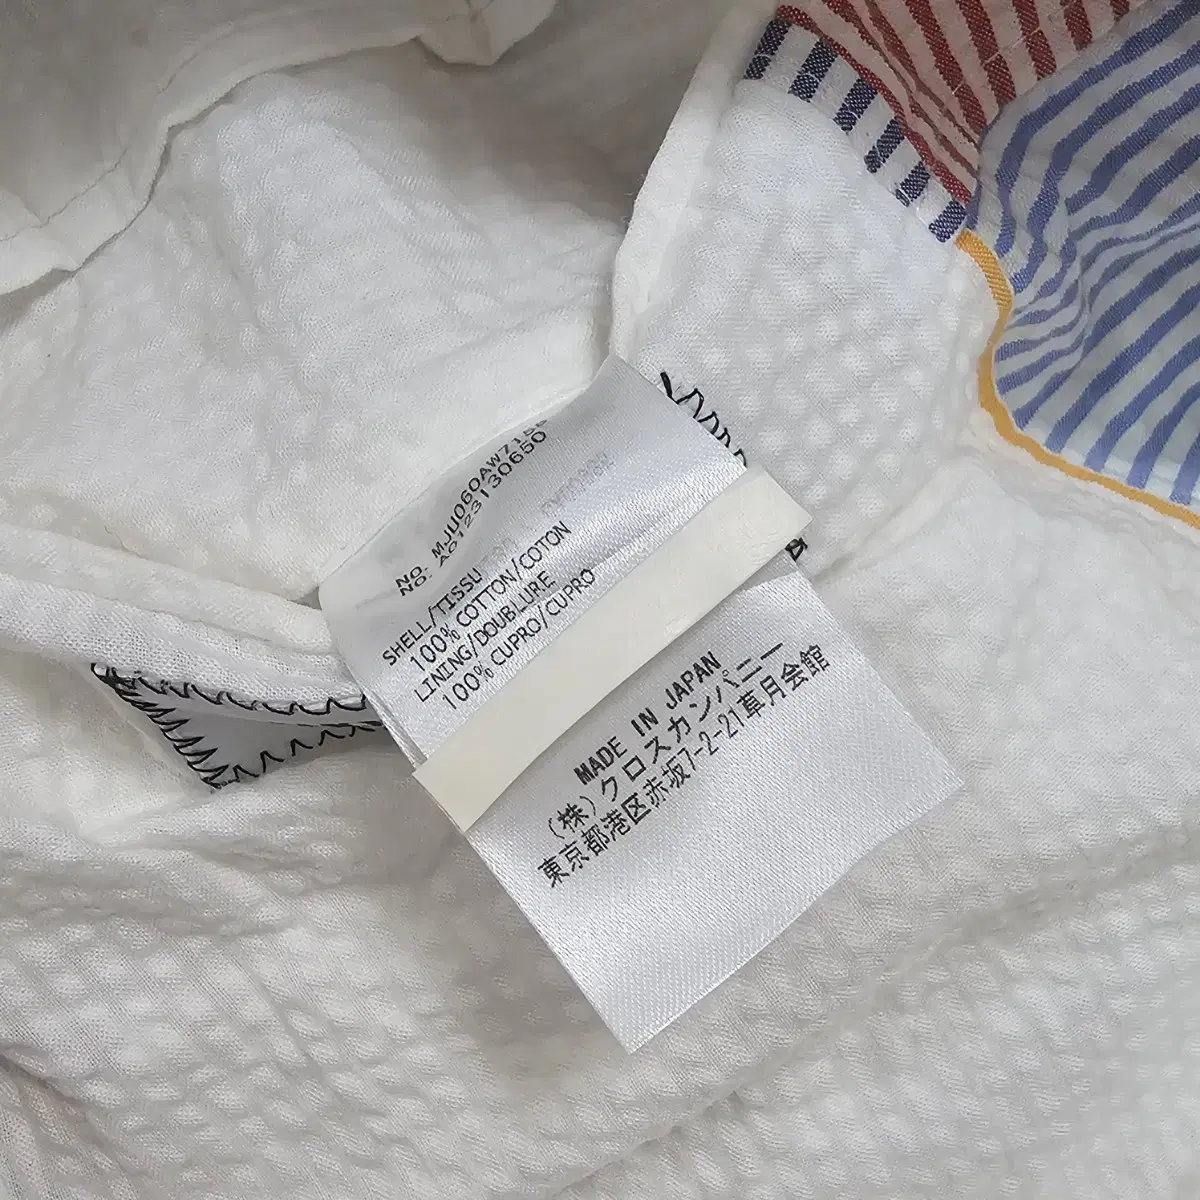 NO. MJU060AW7156
NO. A0123130650
SHELL/TISSU
100% COTTON/COTON
LINING/DOUBLURE
100% CUPRO/CUPRO
MADE IN JAPAN
(株)クロスカンパニー
東京都港区赤坂7-2-21草月会館